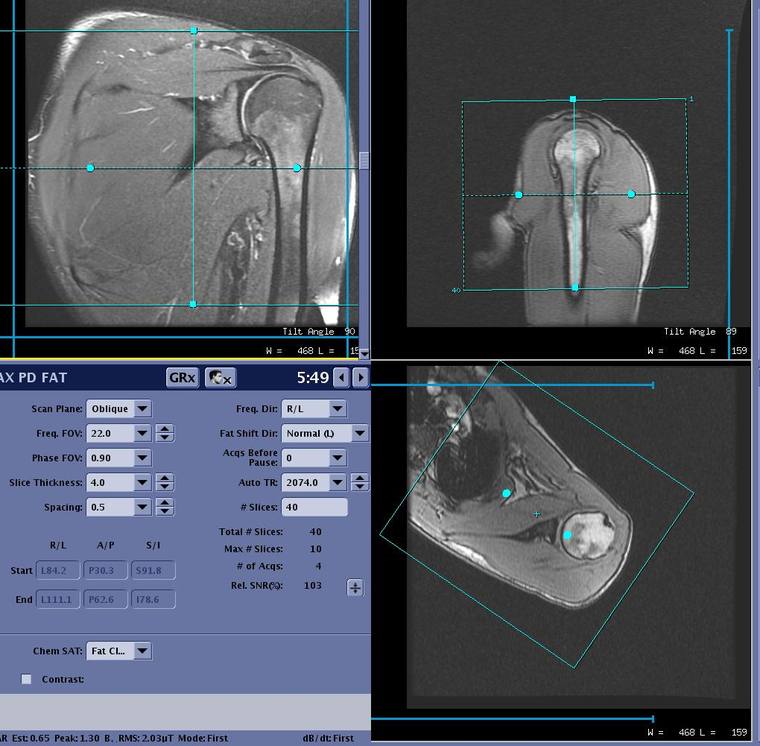 Tilt Angle 90
W = 468 L = 15
1
40
Tilt Angle 89
W = 468 L = 159
AX PD FAT GRx 5:49
Scan Plane: Oblique Freq. Dir: R/L
Freq. FOV: 22.0 Fat Shift Dir: Normal (L)
Phase FOV: 0.90 Acqs Before
Pause: 0
Slice Thickness: 4.0 Auto TR: 2074.0
Spacing: 0.5 # Slices: 40
Total # Slices: 40
R/L A/P S/I Max # Slices: 10
# of Acqs: 4
Start L84.2 P30.3 S91.8
Rel. SNR(%): 103
End L111.1 P62.6 I78.6
Chem SAT: Fat Cl...
Contrast:
AR Est: 0.65 Peak: 1.30 B, RMS: 2.03µT Mode: First dB/dt: First
W = 468 L = 159